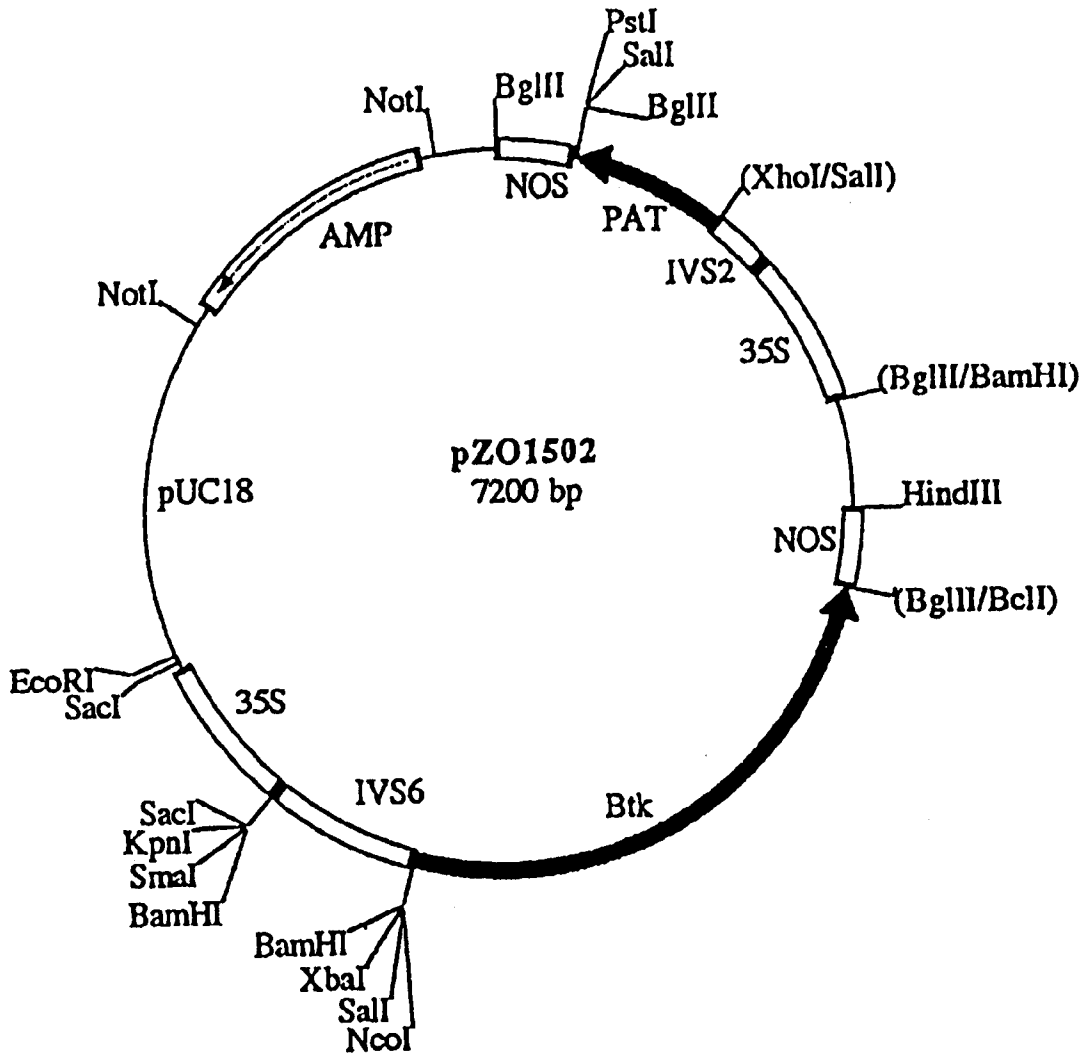 PstI
SalI
BglII
BglII
NotI
NOS
PAT
(XhoI/SalI)
IVS2
AMP
NotI
35S
(BglII/BamHI)
pZO1502
7200 bp
pUC18
HindIII
NOS
(BglII/BclI)
EcoRI
SacI
35S
IVS6
Btk
SacI
KpnI
SmaI
BamHI
BamHI
XbaI
SalI
NcoI